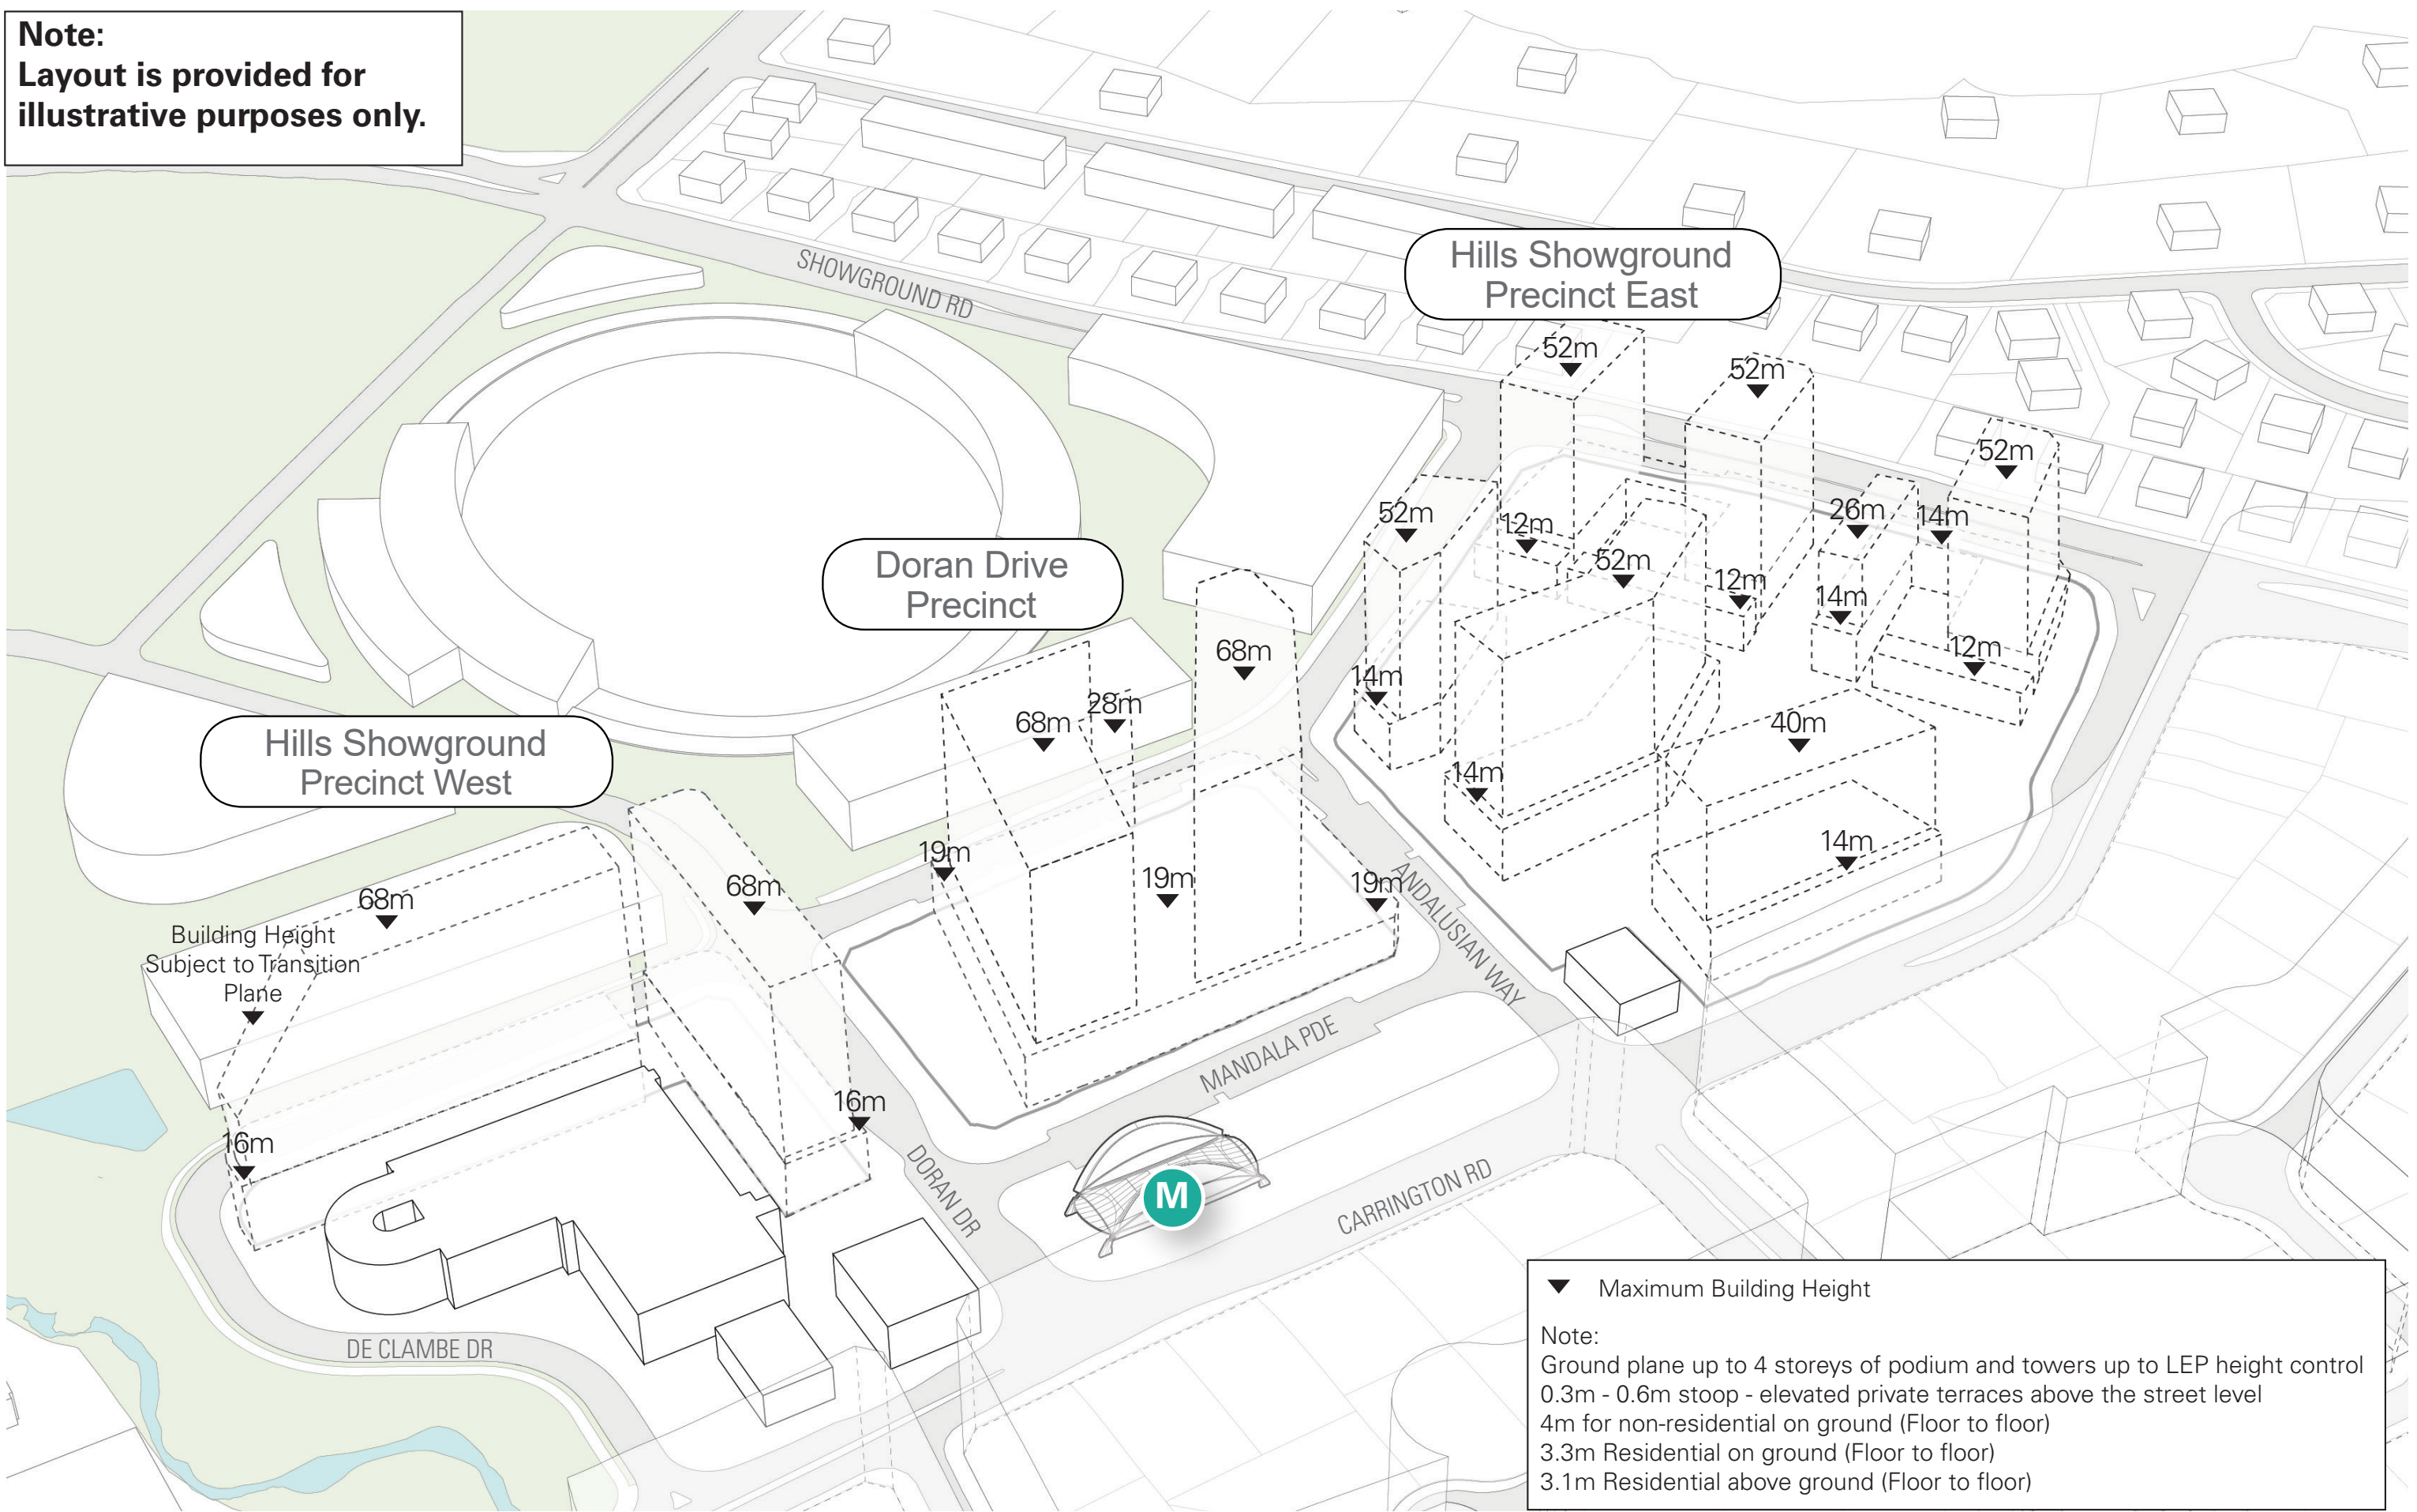 Note:
Layout is provided for
illustrative purposes only.
SHOWGROUND RD
Hills Showground
Precinct East
52m
52m
52m
52m
12m
52m
26m
14m
12m
14m
12m
14m
40m
14m
14m
Doran Drive
Precinct
68m
68m
28m
19m
19m
19m
Hills Showground
Precinct West
68m
68m
Building Height
Subject to Transition
Plane
16m
16m
ANDALUSIAN WAY
MANDALA PDE
DORAN DR
CARRINGTON RD
DE CLAMBE DR
M
Maximum Building Height
Note:
Ground plane up to 4 storeys of podium and towers up to LEP height control
0.3m - 0.6m stoop - elevated private terraces above the street level
4m for non-residential on ground (Floor to floor)
3.3m Residential on ground (Floor to floor)
3.1m Residential above ground (Floor to floor)